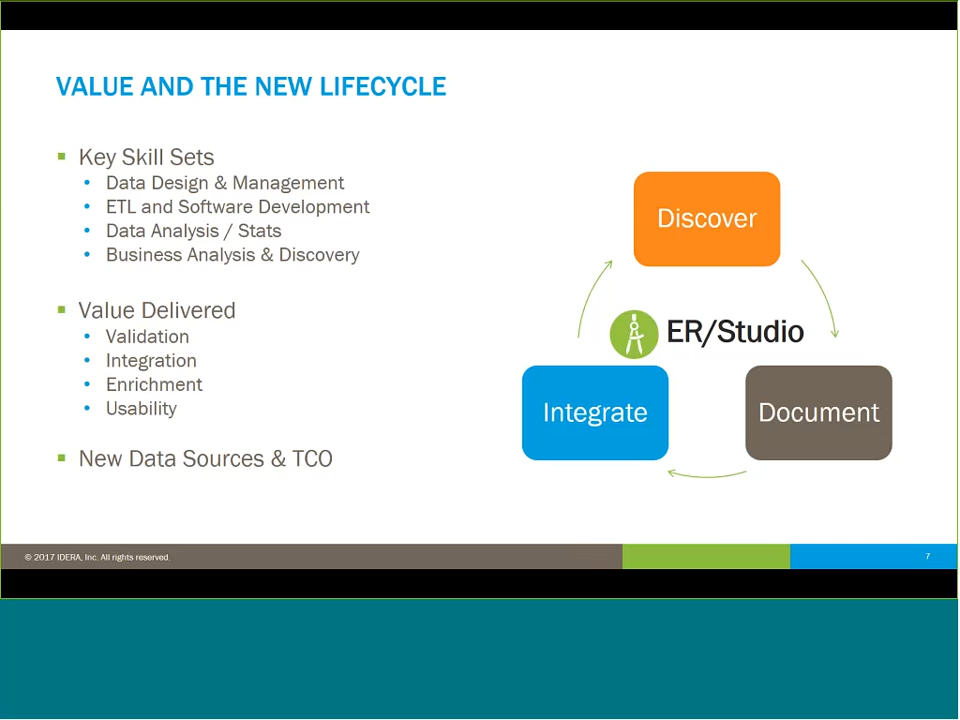 VALUE AND THE NEW LIFECYCLE
Key Skill Sets
Data Design & Management
ETL and Software Development
Data Analysis / Stats
Business Analysis & Discovery
Value Delivered
Validation
Integration
Enrichment
Usability
New Data Sources & TCO
Discover
ER/Studio
Integrate
Document
© 2017 IDERA, Inc. All rights reserved.
7